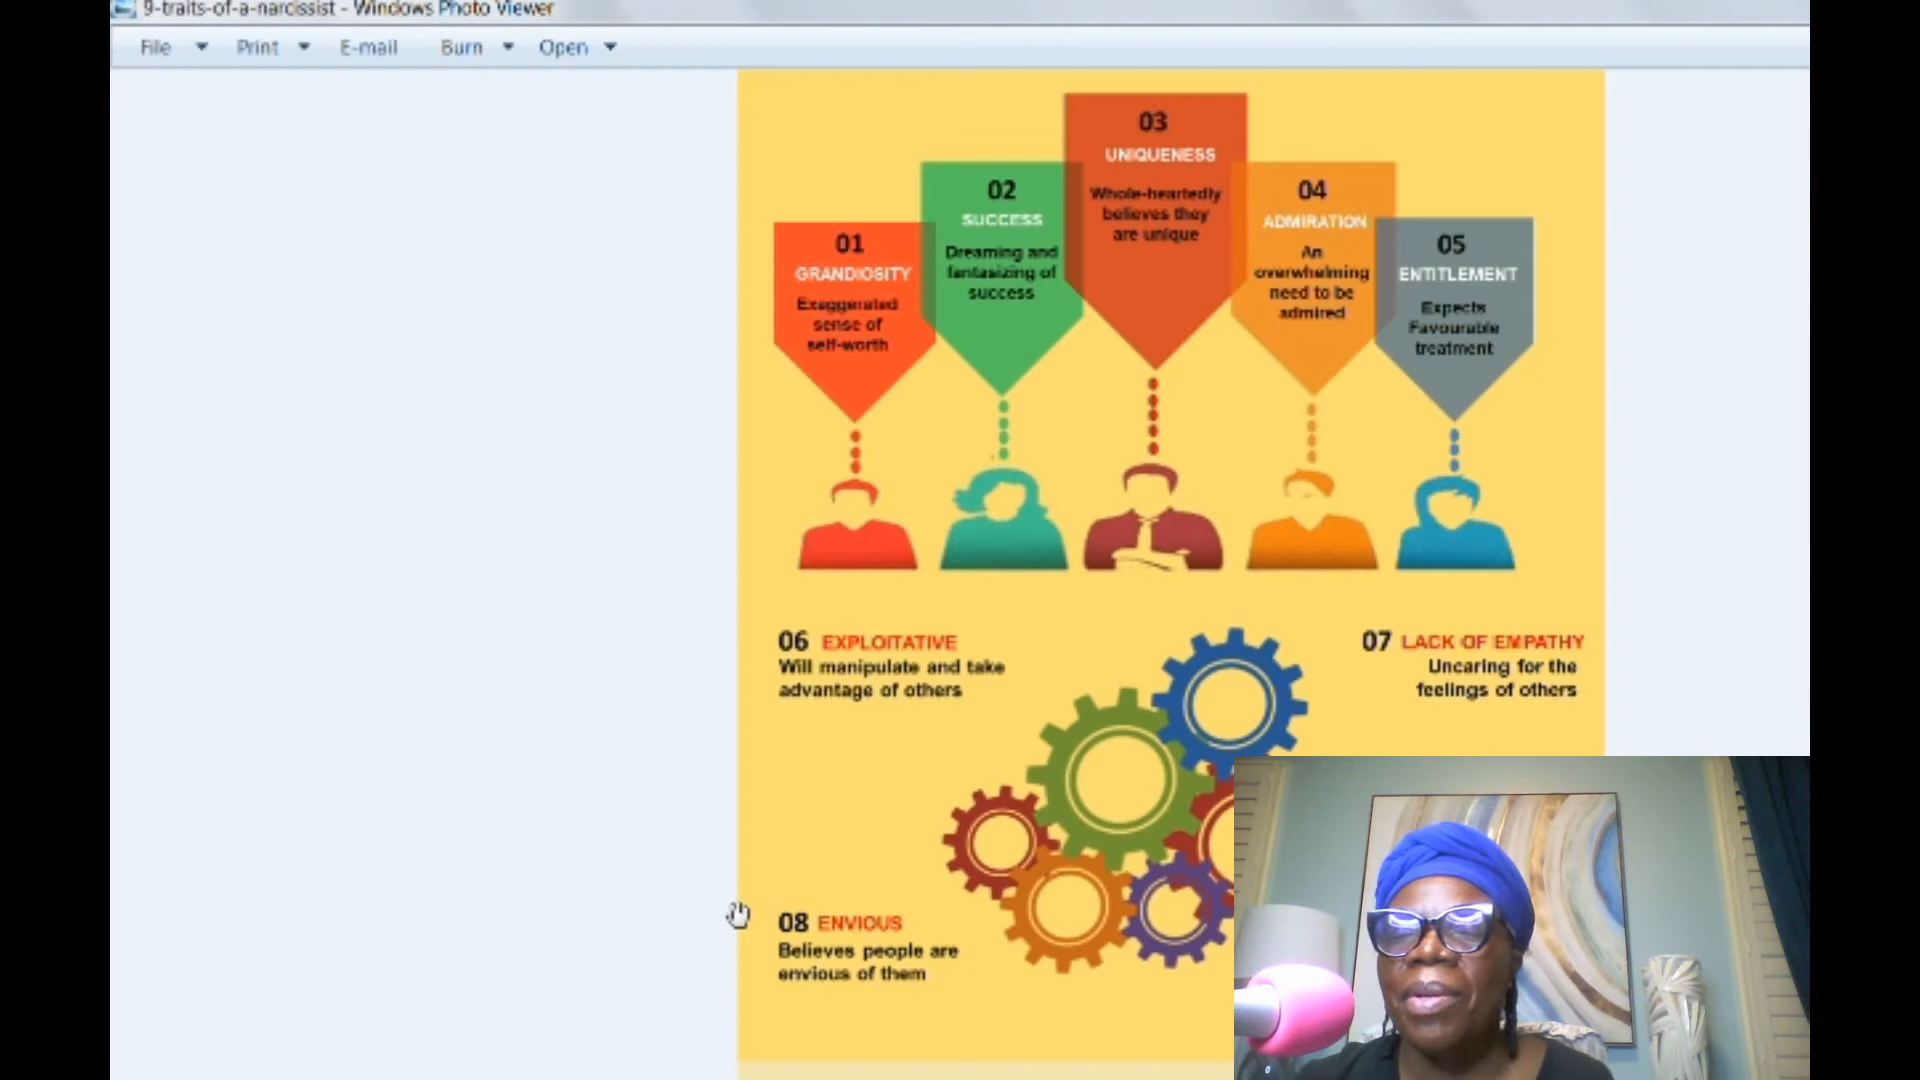 9-traits-of-a-narcissist - Windows Photo Viewer
File Print E-mail Burn Open
03
UNIQUENESS
Whole-heartedly
believes they
are unique
02
SUCCESS
Dreaming and
fantasizing of
success
04
ADMIRATION
An
overwhelming
need to be
admired
01
GRANDIOSITY
Exaggerated
sense of
self-worth
05
ENTITLEMENT
Expects
Favourable
treatment
06 EXPLOITATIVE
Will manipulate and take
advantage of others
07 LACK OF EMPATHY
Uncaring for the
feelings of others
08 ENVIOUS
Believes people are
envious of them